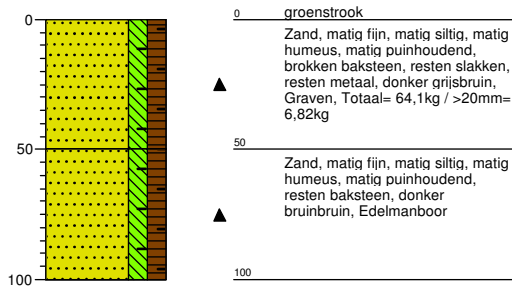 0
50
100
0
groenstrook
Zand, matig fijn, matig siltig, matig
humeus, matig puinhoudend,
brokken baksteen, resten slakken,
resten metaal, donker grijsbruin,
Graven, Totaal= 64,1kg / >20mm=
6,82kg
50
Zand, matig fijn, matig siltig, matig
humeus, matig puinhoudend,
resten baksteen, donker
bruinbruin, Edelmanboor
100